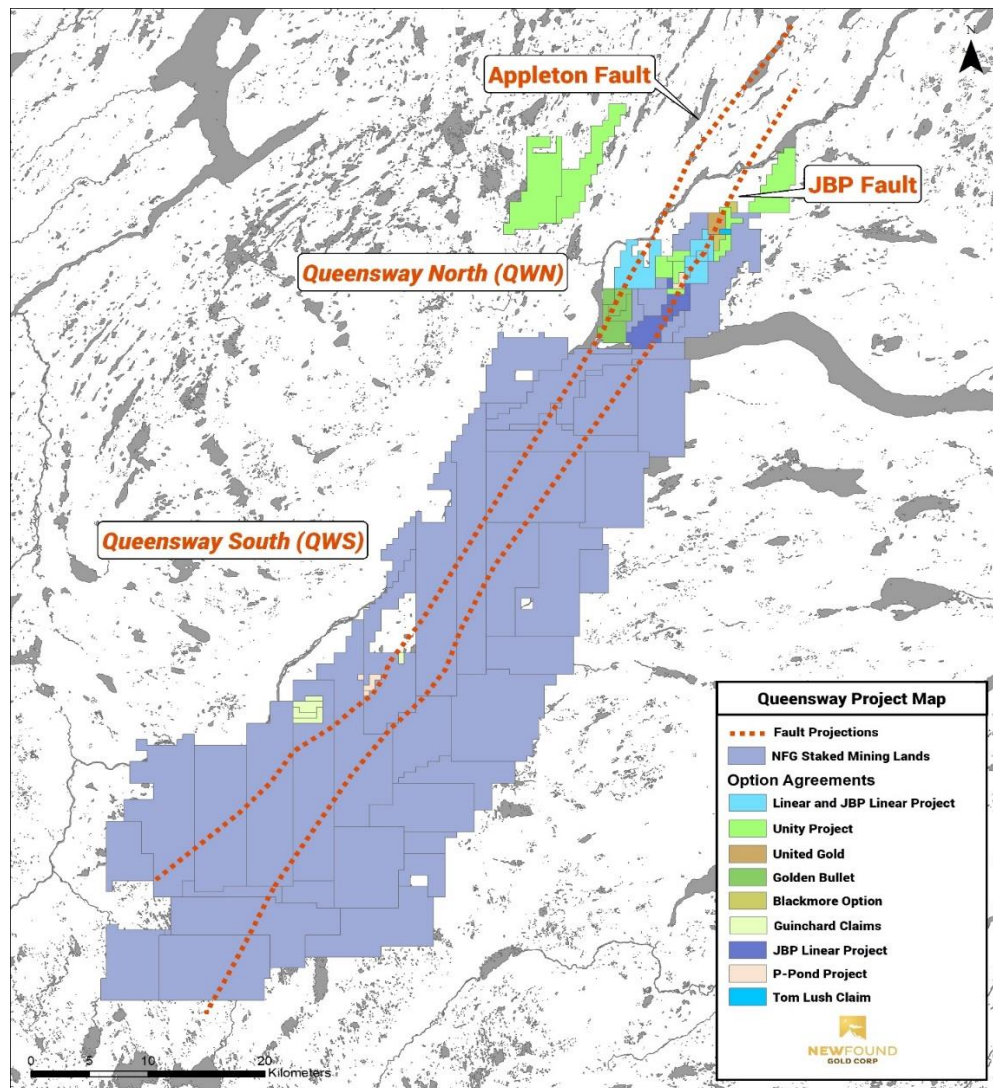 N
Appleton Fault
JBP Fault
Queensway North (QWN)
Queensway South (QWS)
Queensway Project Map
Fault Projections
NFG Staked Mining Lands
Option Agreements
Linear and JBP Linear Project
Unity Project
United Gold
Golden Bullet
Blackmore Option
Guinchard Claims
JBP Linear Project
P-Pond Project
Tom Lush Claim
NEWFOUND
GOLD CORP
0 5 10 20
Kilometers